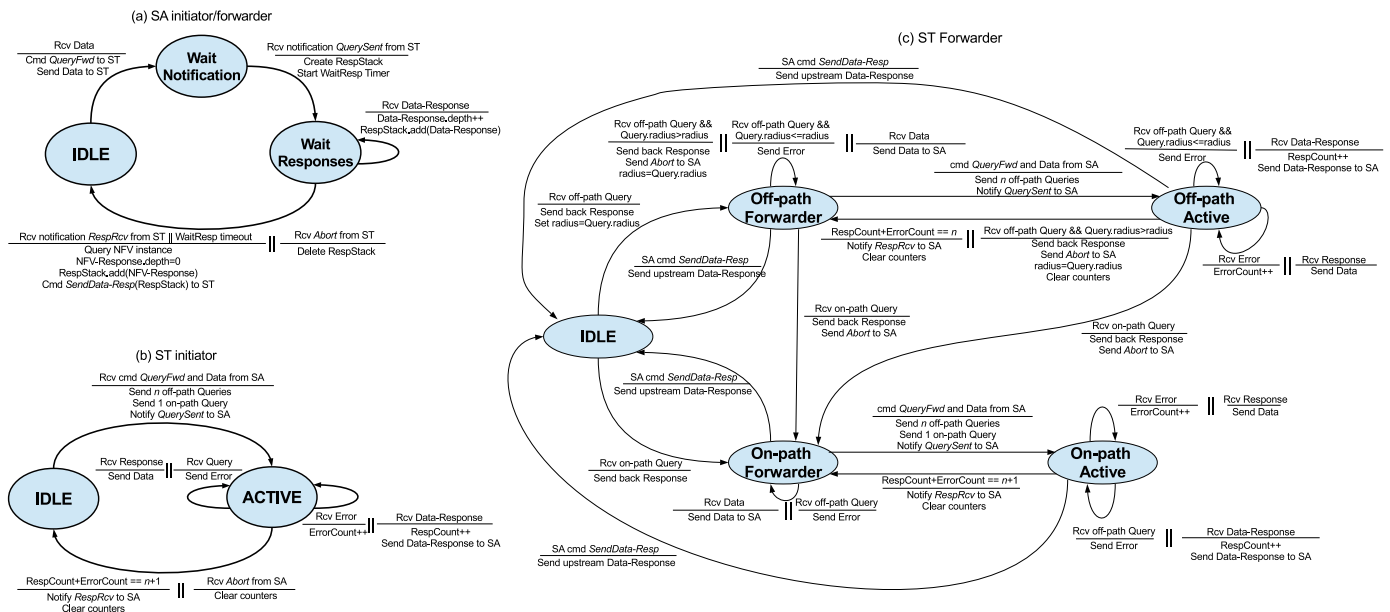 (a) SA initiator/forwarder
Rcv Data
Cmd QueryFwd to ST
Send Data to ST
Wait
Notification
Rcv notification QuerySent from ST
Create RespStack
Start WaitResp Timer
Rcv Data-Response
Data-Response.depth++
RespStack.add(Data-Response)
IDLE
Wait
Responses
Rcv notification RespRcv from ST || WaitResp timeout
Query NFV instance
NFV-Response.depth=0
RespStack.add(NFV-Response)
Cmd SendData-Resp(RespStack) to ST
||
Rcv Abort from ST
Delete RespStack
(b) ST initiator
Rcv cmd QueryFwd and Data from SA
Send n off-path Queries
Send 1 on-path Query
Notify QuerySent to SA
Rcv Response
Send Data
||
Rcv Query
Send Error
IDLE
ACTIVE
Rcv Error
ErrorCount++
||
Rcv Data-Response
RespCount++
Send Data-Response to SA
RespCount+ErrorCount == n+1
Notify RespRcv to SA
Clear counters
||
Rcv Abort from SA
Clear counters
(c) ST Forwarder
SA cmd SendData-Resp
Send upstream Data-Response
Rcv off-path Query &&
Query.radius>radius
Send back Response
Send Abort to SA
radius=Query.radius
||
Rcv off-path Query &&
Query.radius<=radius
Send Error
||
Rcv Data
Send Data to SA
Rcv off-path Query &&
Query.radius<=radius
Send Error
||
Rcv Data-Response
RespCount++
Send Data-Response to SA
cmd QueryFwd and Data from SA
Send n off-path Queries
Notify QuerySent to SA
Rcv off-path Query
Send back Response
Set radius=Query.radius
Off-path
Forwarder
Off-path
Active
RespCount+ErrorCount == n
Notify RespRcv to SA
Clear counters
||
Rcv off-path Query && Query.radius>radius
Send back Response
Send Abort to SA
radius=Query.radius
Clear counters
Rcv Error
ErrorCount++
||
Rcv Response
Send Data
SA cmd SendData-Resp
Send upstream Data-Response
Rcv on-path Query
Send back Response
Send Abort to SA
Rcv on-path Query
Send back Response
Send Abort to SA
IDLE
SA cmd SendData-Resp
Send upstream Data-Response
cmd QueryFwd and Data from SA
Send n off-path Queries
Send 1 on-path Query
Notify QuerySent to SA
Rcv Error
ErrorCount++
||
Rcv Response
Send Data
Rcv on-path Query
Send back Response
On-path
Forwarder
On-path
Active
RespCount+ErrorCount == n+1
Notify RespRcv to SA
Clear counters
Rcv Data
Send Data to SA
||
Rcv off-path Query
Send Error
Rcv off-path Query
Send Error
||
Rcv Data-Response
RespCount++
Send Data-Response to SA
SA cmd SendData-Resp
Send upstream Data-Response